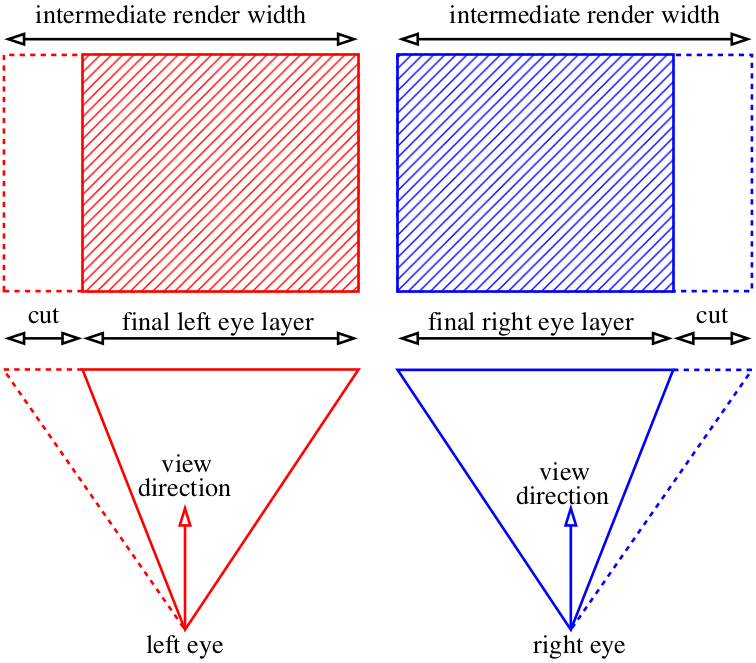 intermediate render width
intermediate render width
cut
final left eye layer
final right eye layer
cut
view
direction
view
direction
left eye
right eye